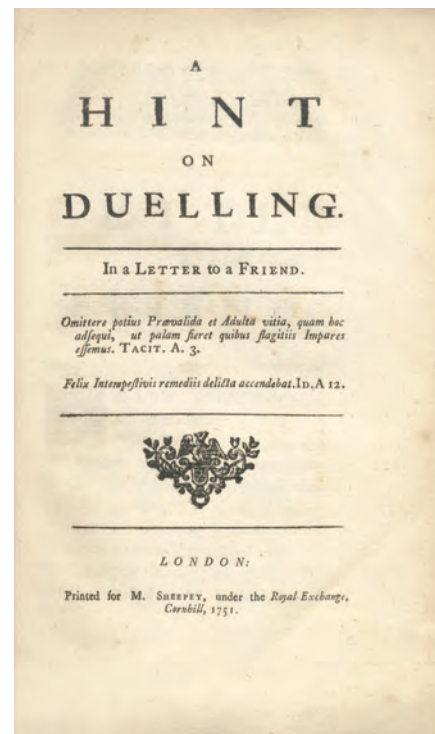 A
HINT
ON
DUELLING.
In a LETTER to a FRIEND.
Omittere potius Prævalida et Adulta vitia, quam hoc
adſequi, ut palam fieret quibus flagitiis Impares
eſſemus. TACIT. A. 3.
Felix Intempeſtivis remediis delicta accendebat. ID. A 12.
LONDON:
Printed for M. SHEEPEY, under the Royal-Exchange,
Cornhill, 1751.